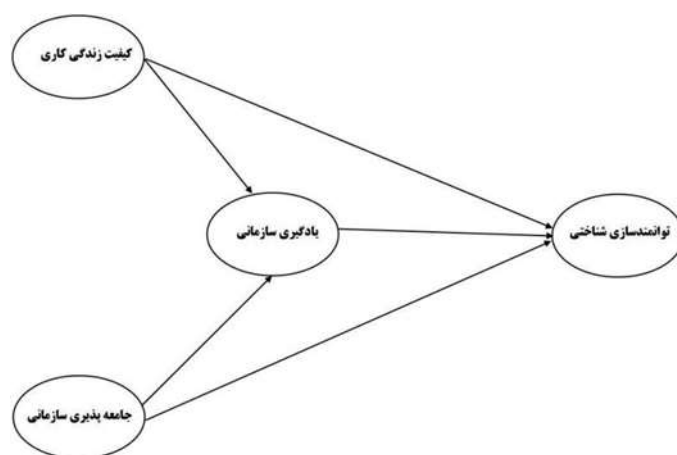 کیفیت زندگی کاری
یادگیری سازمانی
توانمندسازی شناختی
جامعه پذیری سازمانی